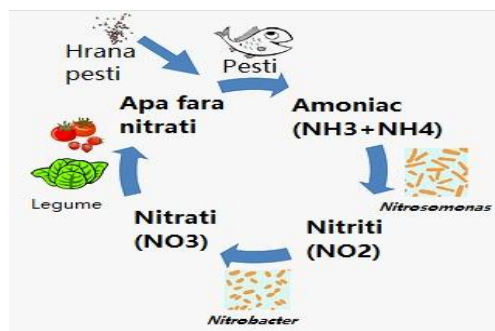 Hrana
pesti
Pesti
Apa fara
nitrati
Amoniac
(NH3+NH4)
Nitrosomonas
Nitriti
(NO2)
Nitrobacter
Nitrati
(NO3)
Legume